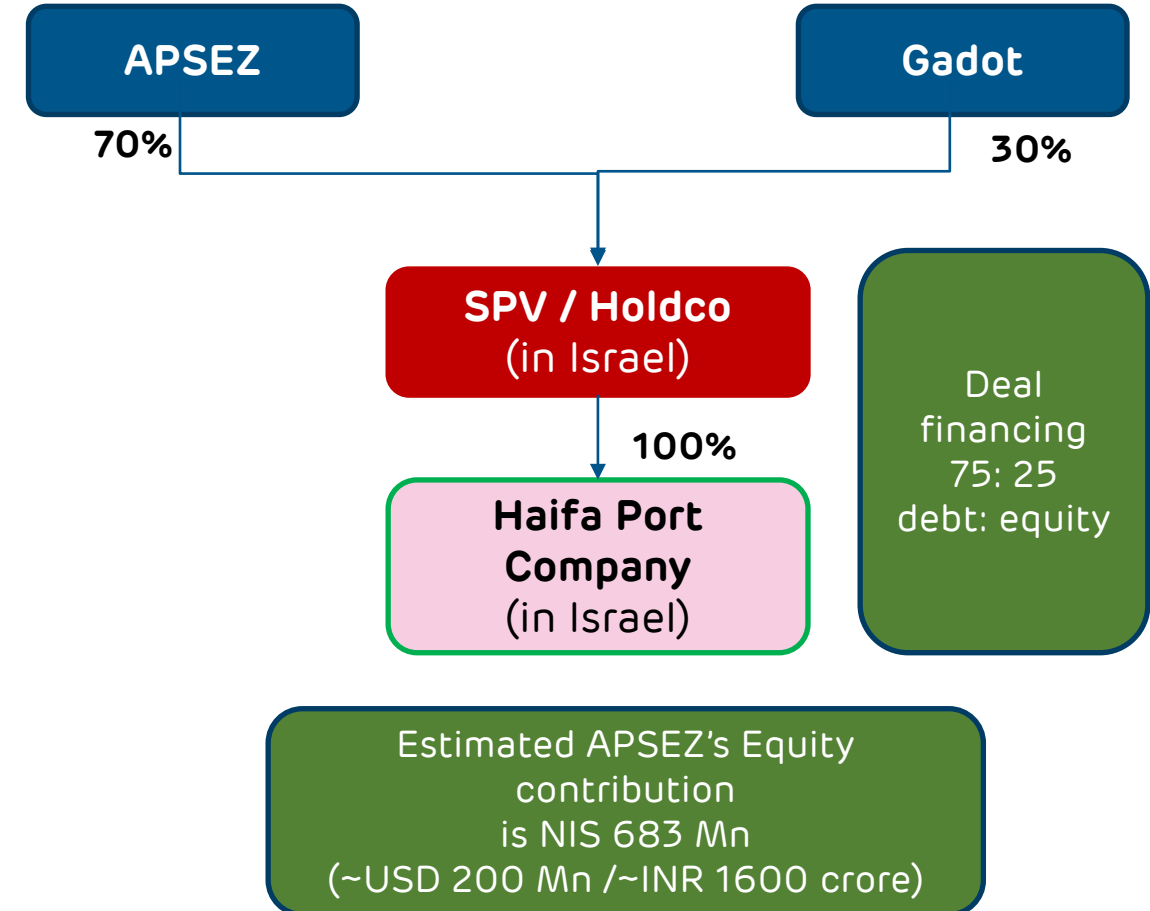 APSEZ
Gadot
70%
30%
SPV / Holdco
(in Israel)
100%
Haifa Port
Company
(in Israel)
Deal
financing
75: 25
debt: equity
Estimated APSEZ's Equity
contribution
is NIS 683 Mn
(~USD 200 Mn /~INR 1600 crore)